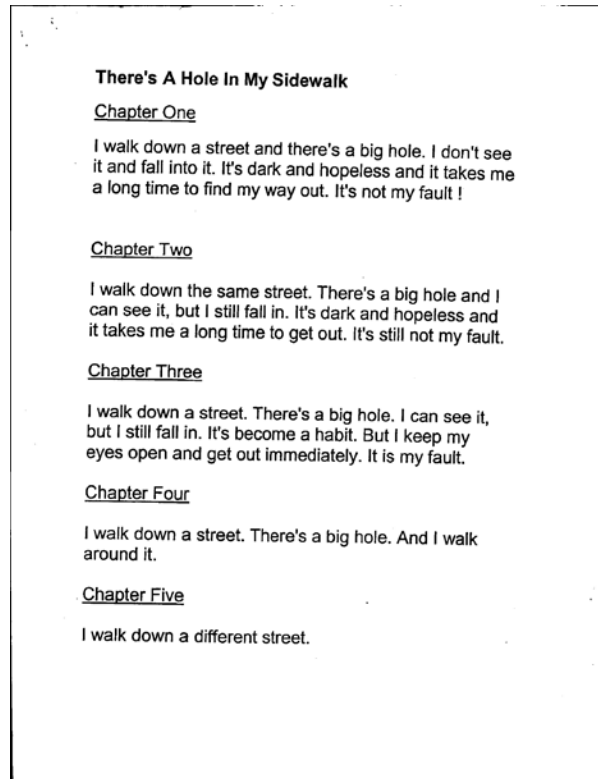 There's A Hole In My Sidewalk
Chapter One
I walk down a street and there's a big hole. I don't see
it and fall into it. It's dark and hopeless and it takes me
a long time to find my way out. It's not my fault !
Chapter Two
I walk down the same street. There's a big hole and I
can see it, but I still fall in. It's dark and hopeless and
it takes me a long time to get out. It's still not my fault.
Chapter Three
I walk down a street. There's a big hole. I can see it,
but I still fall in. It's become a habit. But I keep my
eyes open and get out immediately. It is my fault.
Chapter Four
I walk down a street. There's a big hole. And I walk
around it.
Chapter Five
I walk down a different street.